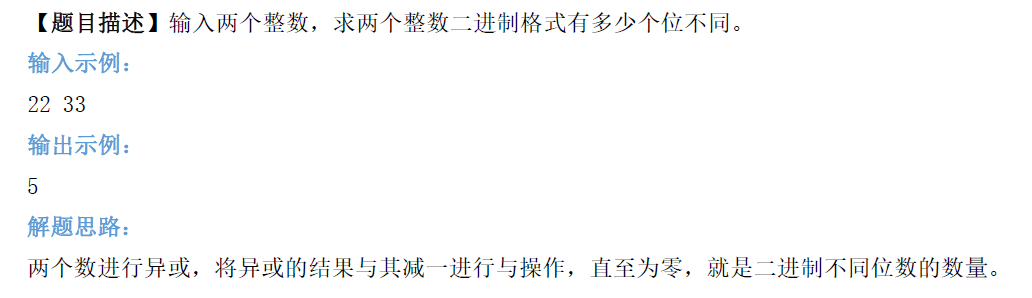 【题目描述】输入两个整数，求两个整数二进制格式有多少个位不同。
输入示例：
22 33
输出示例：
5
解题思路：
两个数进行异或，将异或的结果与其减一进行与操作，直至为零，就是二进制不同位数的数量。